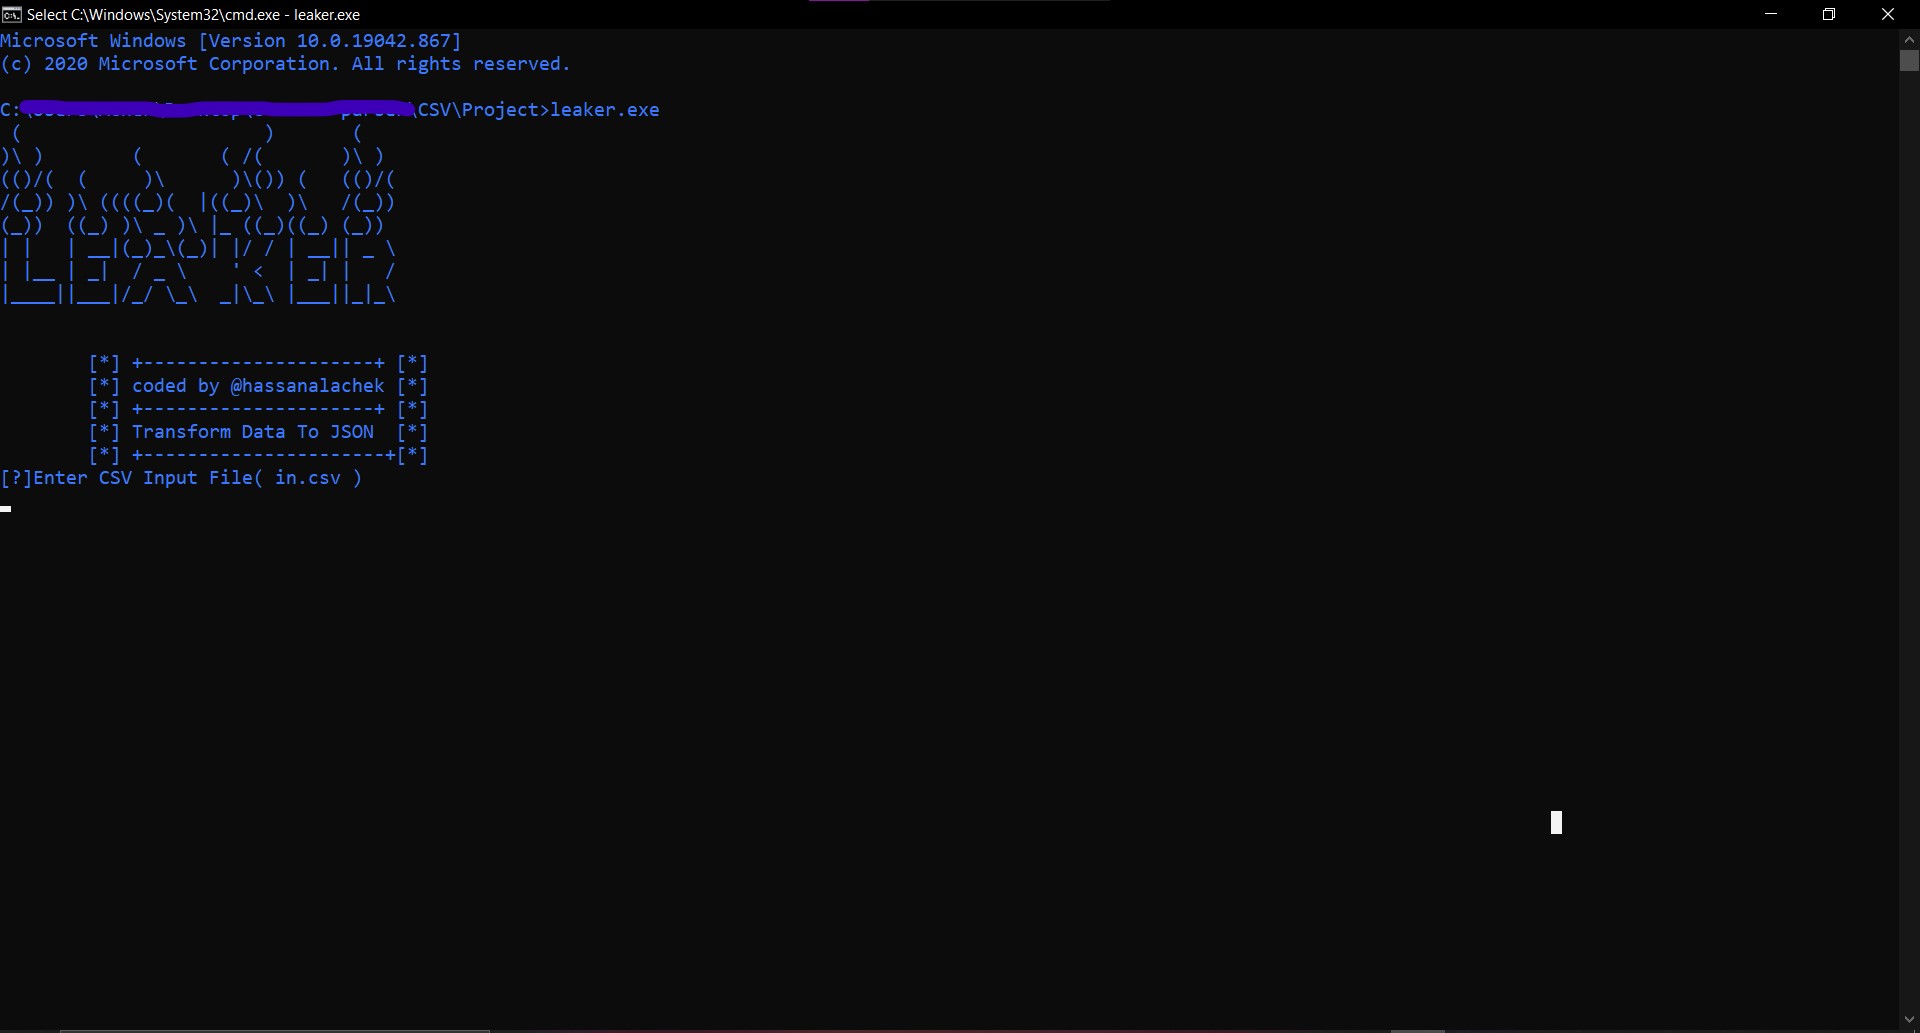 Select C:\Windows\System32\cmd.exe - leaker.exe
Microsoft Windows [Version 10.0.19042.867]
(c) 2020 Microsoft Corporation. All rights reserved.
C:\CSV\Project>leaker.exe
LEAKER
[*] +---------------------+ [*]
[*] coded by @hassanalachek [*]
[*] +---------------------+ [*]
[*] Transform Data To JSON  [*]
[*] +----------------------+[*]
[?]Enter CSV Input File( in.csv )